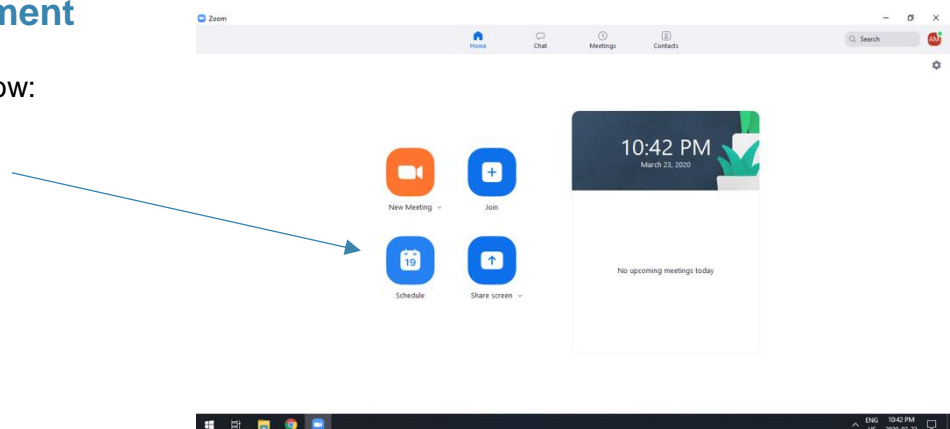 ment
ow:
Zoom
Home
Chat
Meetings
Contacts
Search
AM
10:42 PM
March 23, 2020
New Meeting
Join
19
Schedule
Share screen
No upcoming meetings today
ENG 10:42 PM
US